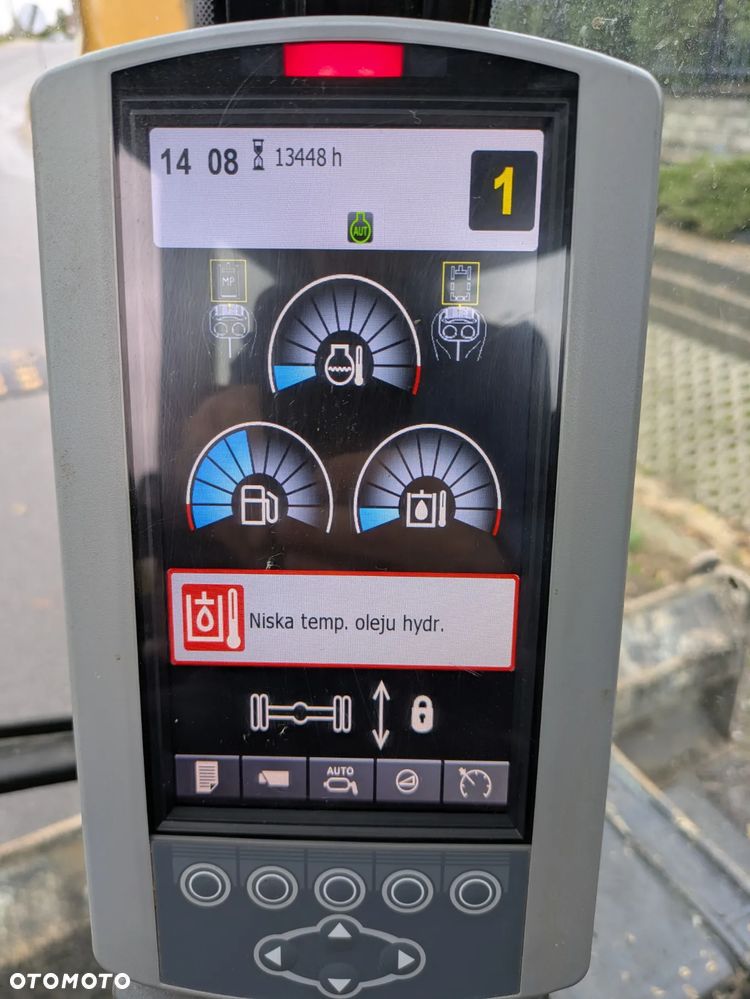 14 08 13448 h
1
AUT
MP
Niska temp. oleju hydr.
AUTO
OTOMOTO